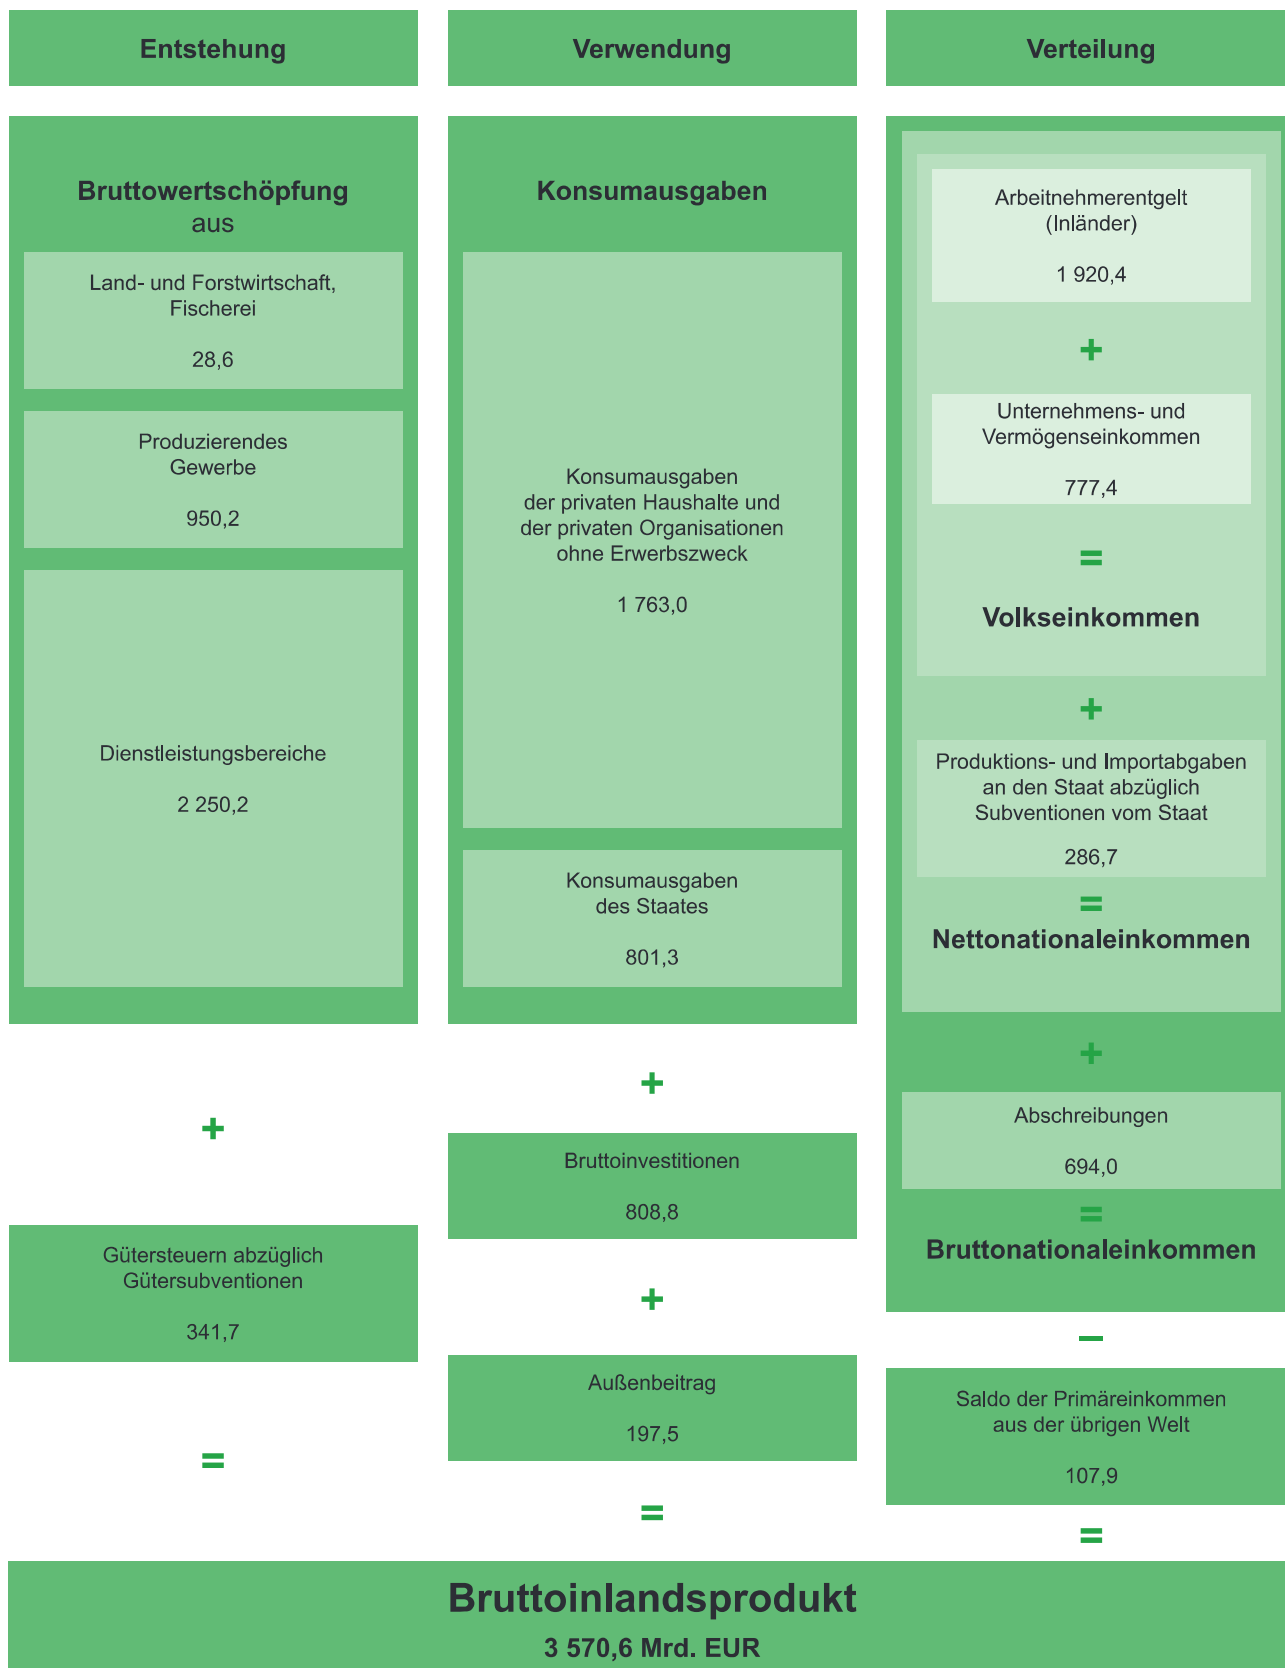 Entstehung
Bruttowertschöpfung
aus
Land- und Forstwirtschaft,
Fischerei
28,6
Produzierendes
Gewerbe
950,2
Dienstleistungsbereiche
2 250,2
+
Gütersteuern abzüglich
Gütersubventionen
341,7
=
Verwendung
Konsumausgaben
Konsumausgaben
der privaten Haushalte und
der privaten Organisationen
ohne Erwerbszweck
1 763,0
Konsumausgaben
des Staates
801,3
+
Bruttoinvestitionen
808,8
+
Außenbeitrag
197,5
=
Verteilung
Arbeitnehmerentgelt
(Inländer)
1 920,4
+
Unternehmens- und
Vermögenseinkommen
777,4
=
Volkseinkommen
+
Produktions- und Importabgaben
an den Staat abzüglich
Subventionen vom Staat
286,7
=
Nettonationaleinkommen
+
Abschreibungen
694,0
=
Bruttonationaleinkommen
–
Saldo der Primäreinkommen
aus der übrigen Welt
107,9
=
Bruttoinlandsprodukt
3 570,6 Mrd. EUR